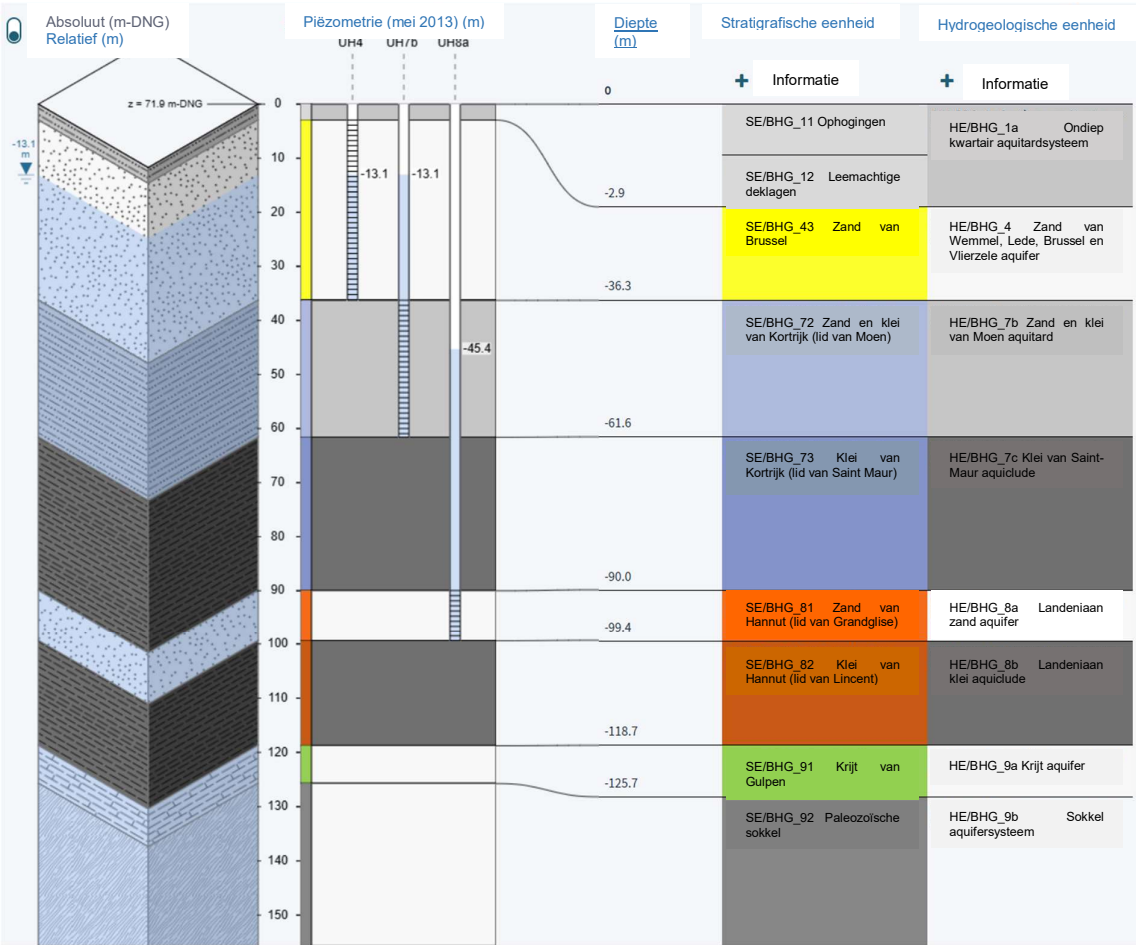 Absoluut (m-DNG)
Relatief (m)
Piëzometrie (mei 2013) (m)
Diepte
(m)
Stratigrafische eenheid
Hydrogeologische eenheid
UH4
UH7b
UH8a
Informatie
Informatie
z = 71.9 m-DNG
0
10
20
30
40
50
60
70
80
90
100
110
120
130
140
150
-13.1
m
-13.1
-13.1
-45.4
0
-2.9
-36.3
-61.6
-90.0
-99.4
-118.7
-125.7
SE/BHG_11 Ophogingen
SE/BHG_12 Leemachtige
deklagen
SE/BHG_43 Zand van
Brussel
SE/BHG_72 Zand en klei
van Kortrijk (lid van Moen)
SE/BHG_73 Klei van
Kortrijk (lid van Saint Maur)
SE/BHG_81 Zand van
Hannut (lid van Grandglise)
SE/BHG_82 Klei van
Hannut (lid van Lincent)
SE/BHG_91 Krijt van
Gulpen
SE/BHG_92 Paleozoïsche
sokkel
HE/BHG_1a Ondiep
kwartair aquitardsysteem
HE/BHG_4 Zand van
Wemmel, Lede, Brussel en
Vlierzele aquifer
HE/BHG_7b Zand en klei
van Moen aquitard
HE/BHG_7c Klei van Saint-
Maur aquiclude
HE/BHG_8a Landeniaan
zand aquifer
HE/BHG_8b Landeniaan
klei aquiclude
HE/BHG_9a Krijt aquifer
HE/BHG_9b Sokkel
aquifersysteem